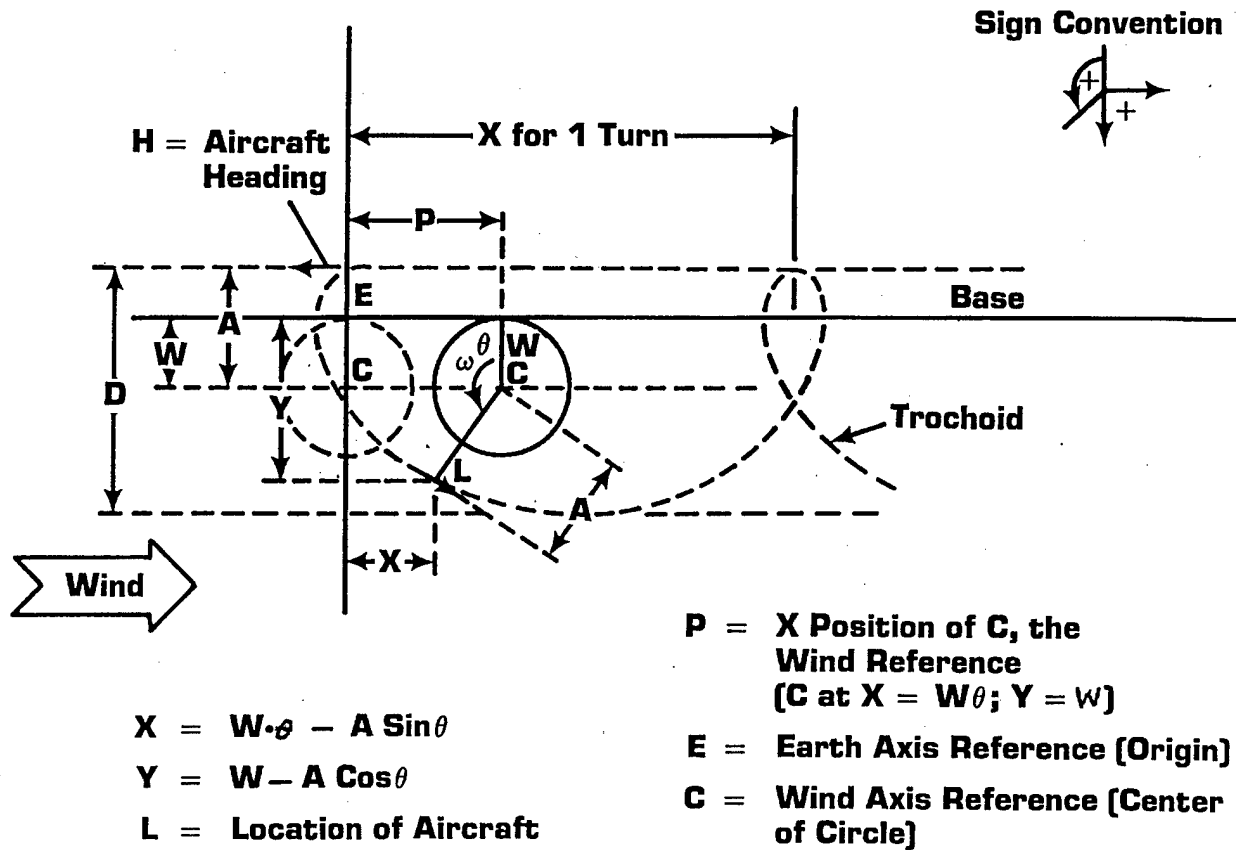 Sign Convention
+
+
H = Aircraft
Heading
X for 1 Turn
P
E
Base
A
W
D
C
Y
ω θ
W
C
L
A
Trochoid
X
Wind
X = W•θ – A Sinθ
Y = W – A Cosθ
L = Location of Aircraft
P = X Position of C, the
Wind Reference
(C at X = Wθ; Y = W)
E = Earth Axis Reference (Origin)
C = Wind Axis Reference (Center
of Circle)